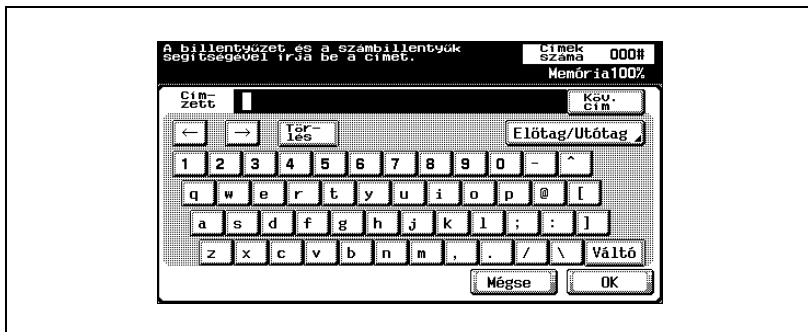 A billentyűzet és a számbillentyűk
segítségével írja be a címet.
Címek
száma 000#
Memória100%
Cím-
zett
Köv.
cím
← → Tör-
lés Előtag/Utótag
1 2 3 4 5 6 7 8 9 0 - ^
q w e r t y u i o p @ [
a s d f g h j k l ; : ]
z x c v b n m , . / \ Váltó
Mégse OK